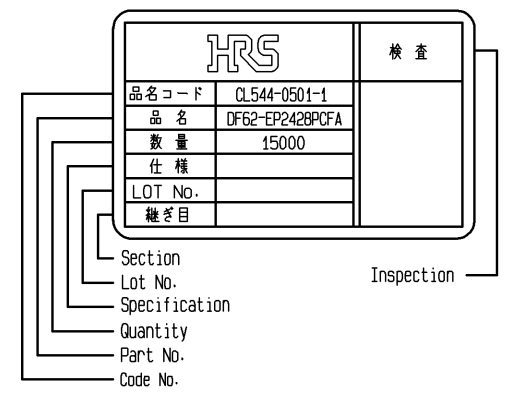 HRS
検 査
品名コード CL544-0501-1
品 名 DF62-EP2428PCFA
数 量 15000
仕 様
LOT No.
継ぎ目
Section
Lot No.
Specification
Quantity
Part No.
Code No.
Inspection